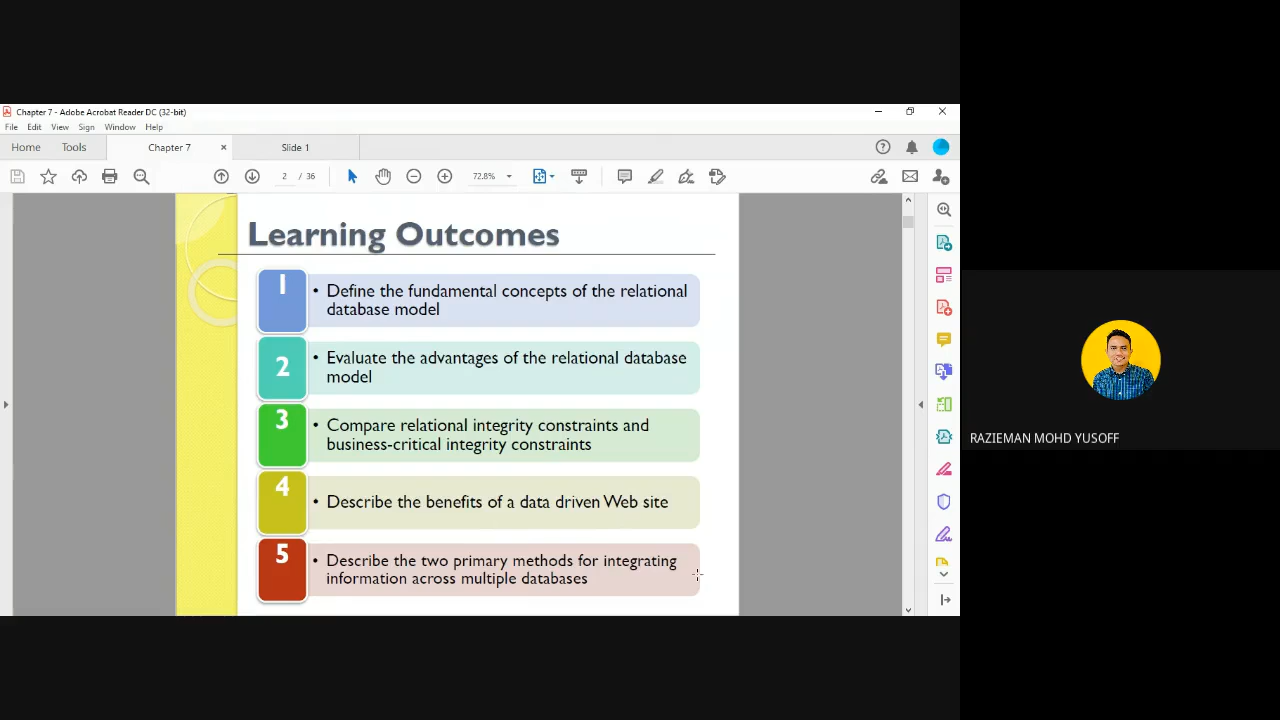 Chapter 7 - Adobe Acrobat Reader DC (32-bit)
File Edit View Sign Window Help
Home Tools Chapter 7 × Slide 1
2 / 36 72.8%
Learning Outcomes
1
• Define the fundamental concepts of the relational
database model
2
• Evaluate the advantages of the relational database
model
3
• Compare relational integrity constraints and
business-critical integrity constraints
4
• Describe the benefits of a data driven Web site
5
• Describe the two primary methods for integrating
information across multiple databases
RAZIEMAN MOHD YUSOFF